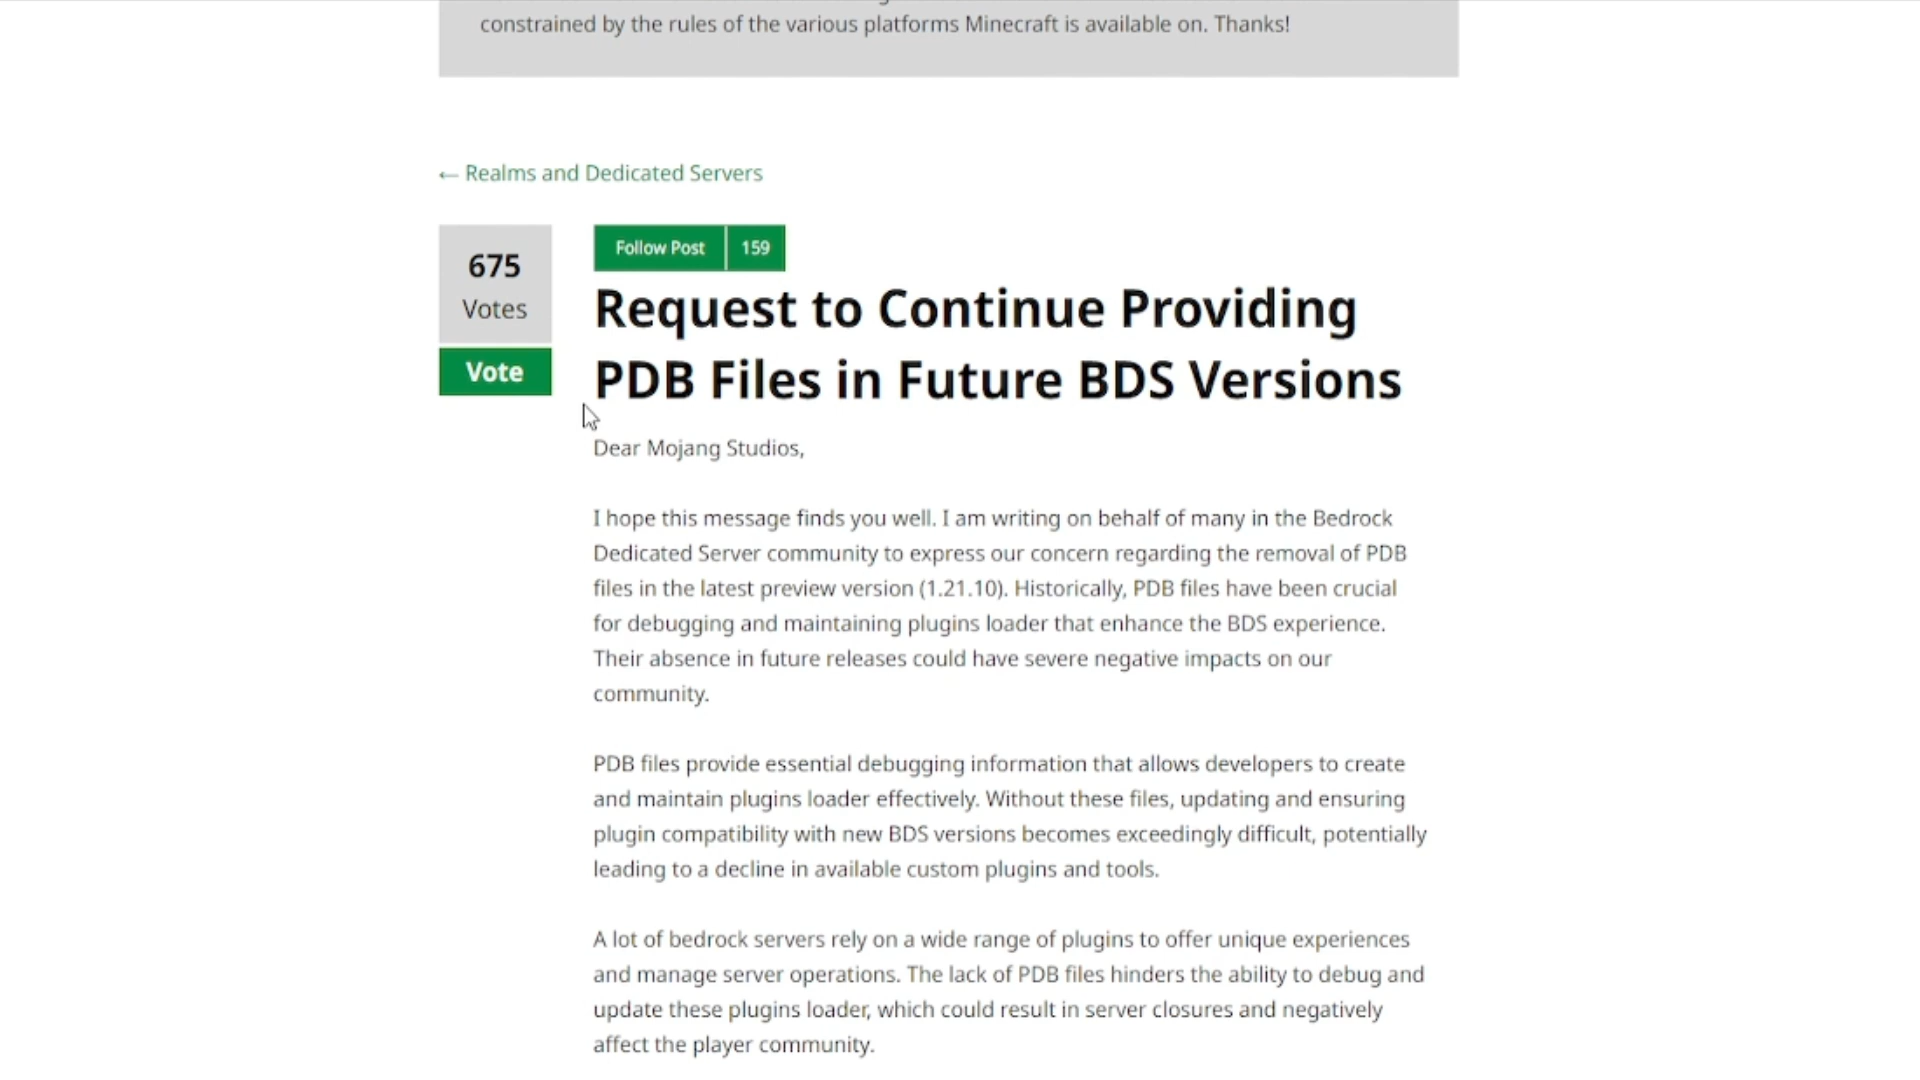 constrained by the rules of the various platforms Minecraft is available on. Thanks!
← Realms and Dedicated Servers
675
Votes
Vote
Follow Post 159
Request to Continue Providing
PDB Files in Future BDS Versions
Dear Mojang Studios,
I hope this message finds you well. I am writing on behalf of many in the Bedrock
Dedicated Server community to express our concern regarding the removal of PDB
files in the latest preview version (1.21.10). Historically, PDB files have been crucial
for debugging and maintaining plugins loader that enhance the BDS experience.
Their absence in future releases could have severe negative impacts on our
community.
PDB files provide essential debugging information that allows developers to create
and maintain plugins loader effectively. Without these files, updating and ensuring
plugin compatibility with new BDS versions becomes exceedingly difficult, potentially
leading to a decline in available custom plugins and tools.
A lot of bedrock servers rely on a wide range of plugins to offer unique experiences
and manage server operations. The lack of PDB files hinders the ability to debug and
update these plugins loader, which could result in server closures and negatively
affect the player community.